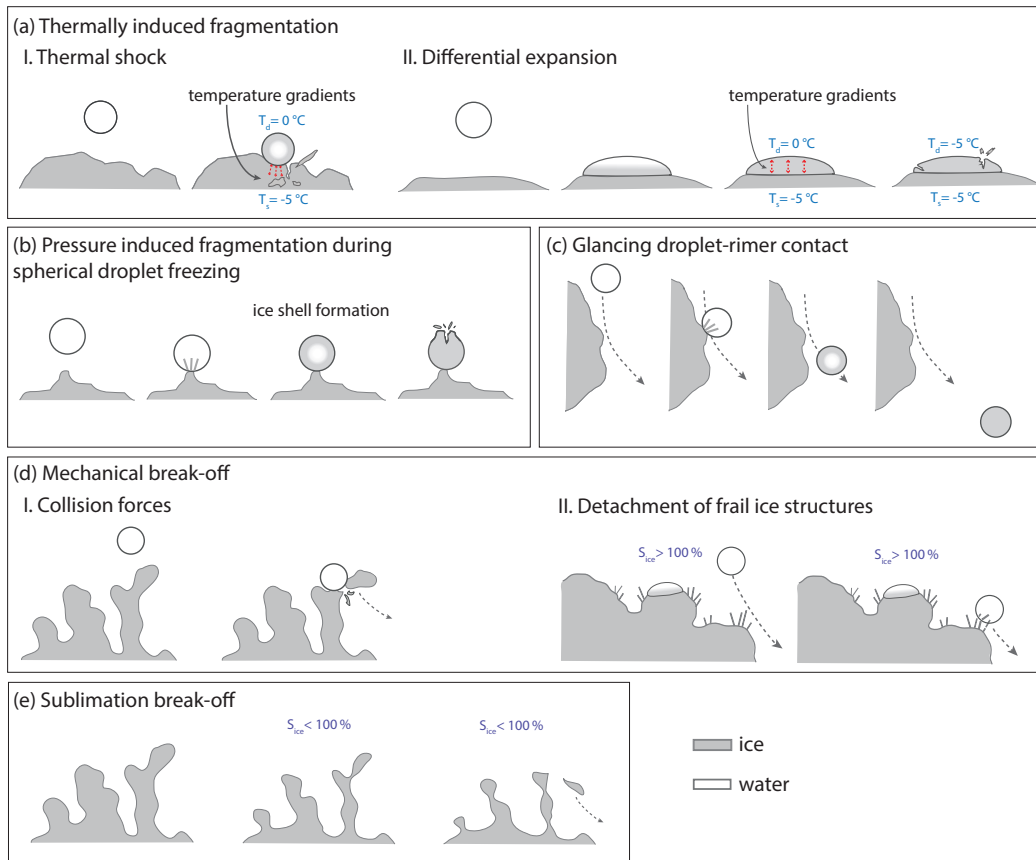 (a) Thermally induced fragmentation
I. Thermal shock
II. Differential expansion
temperature gradients
T_d= 0 °C
T_s= -5 °C
temperature gradients
T_d= 0 °C
T_s= -5 °C
T_d= -5 °C
T_s= -5 °C
(b) Pressure induced fragmentation during
spherical droplet freezing
ice shell formation
(c) Glancing droplet-rimer contact
(d) Mechanical break-off
I. Collision forces
II. Detachment of frail ice structures
S_ice> 100 %
S_ice> 100 %
(e) Sublimation break-off
S_ice< 100 %
S_ice< 100 %
ice
water